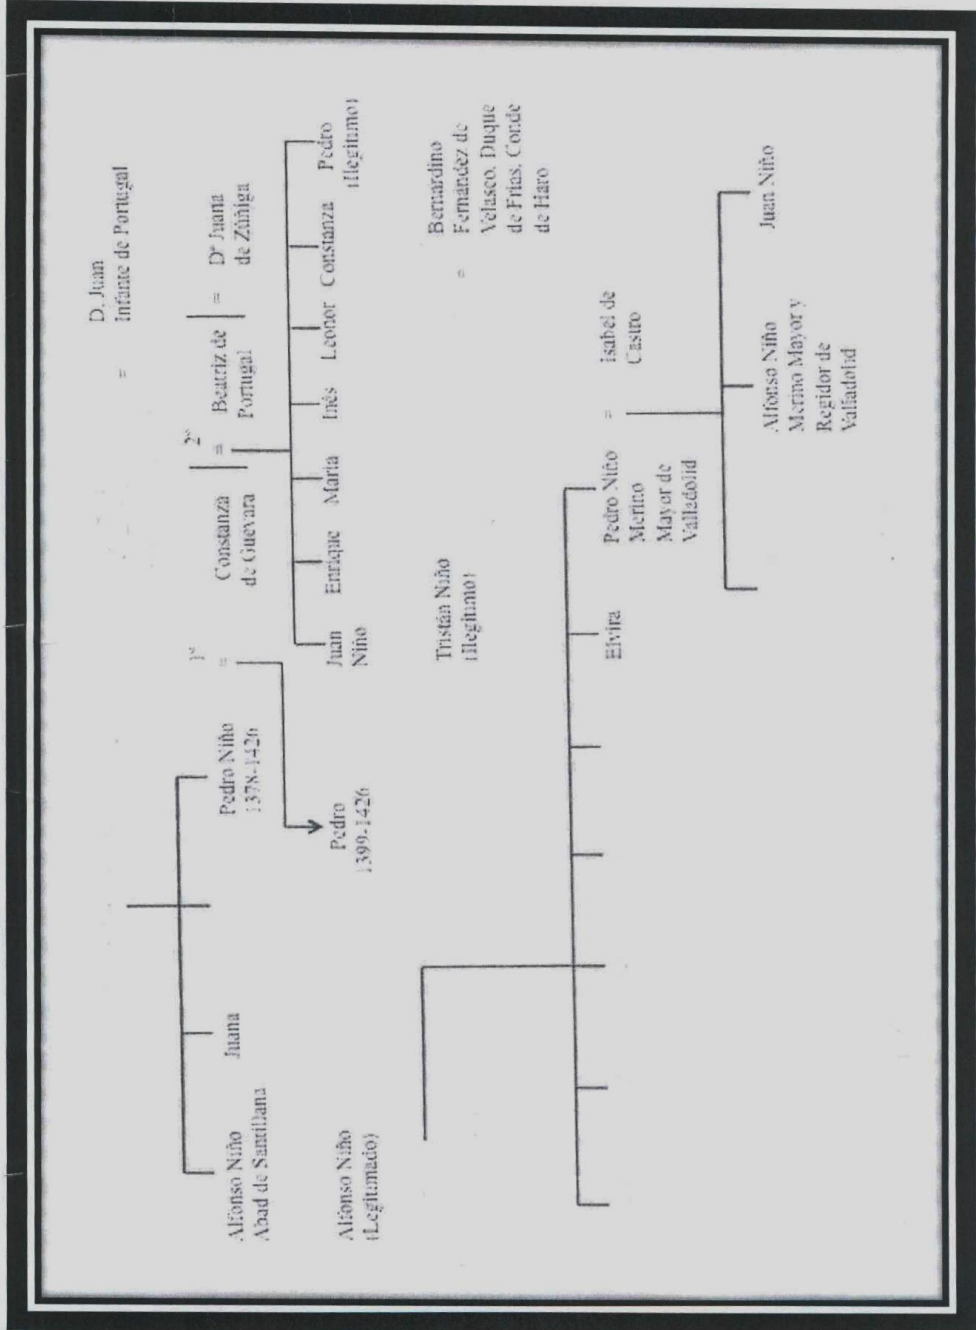 D. Juan
Infante de Portugal
=
Alfonso Niño
Abad de Santillana
Juana
Pedro Niño
1378-1426
1º
=
Constanza
de Guevara
2º
=
Beatriz de
Portugal
=
Dª Juana
de Zúñiga
Alfonso Niño
(Legitimado)
Pedro
1399-1426
Juan
Niño
Enrique
María
Inés
Leonor
Constanza
Pedro
(Ilegítimo)
Tristán Niño
(Ilegítimo)
=
Bernardino
Fernández de
Velasco. Duque
de Frías. Conde
de Haro
Elvira
Pedro Niño
Merino
Mayor de
Valladolid
=
Isabel de
Castro
Alfonso Niño
Merino Mayor y
Regidor de
Valladolid
Juan Niño